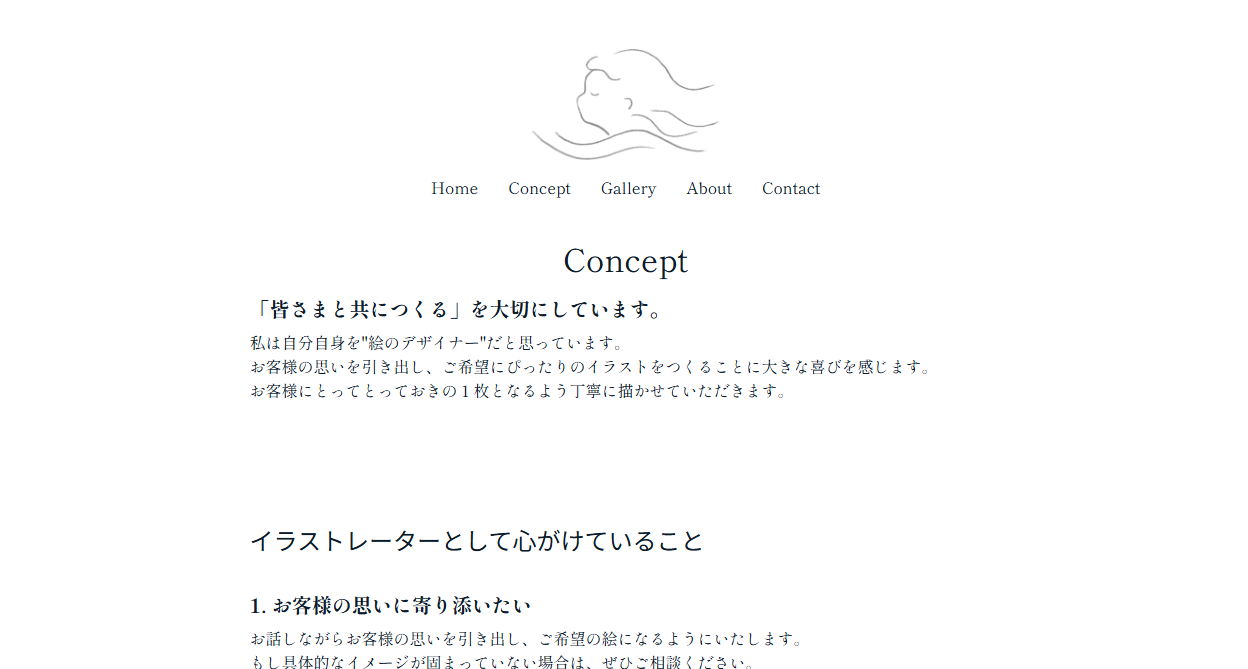 Home Concept Gallery About Contact
Concept
「皆さまと共につくる」を大切にしています。
私は自分自身を"絵のデザイナー"だと思っています。
お客様の思いを引き出し、ご希望にぴったりのイラストをつくることに大きな喜びを感じます。
お客様にとってとっておきの１枚となるよう丁寧に描かせていただきます。
イラストレーターとして心がけていること
1. お客様の思いに寄り添いたい
お話しながらお客様の思いを引き出し、ご希望の絵になるようにいたします。
もし具体的なイメージが固まっていない場合は、ぜひご相談ください。